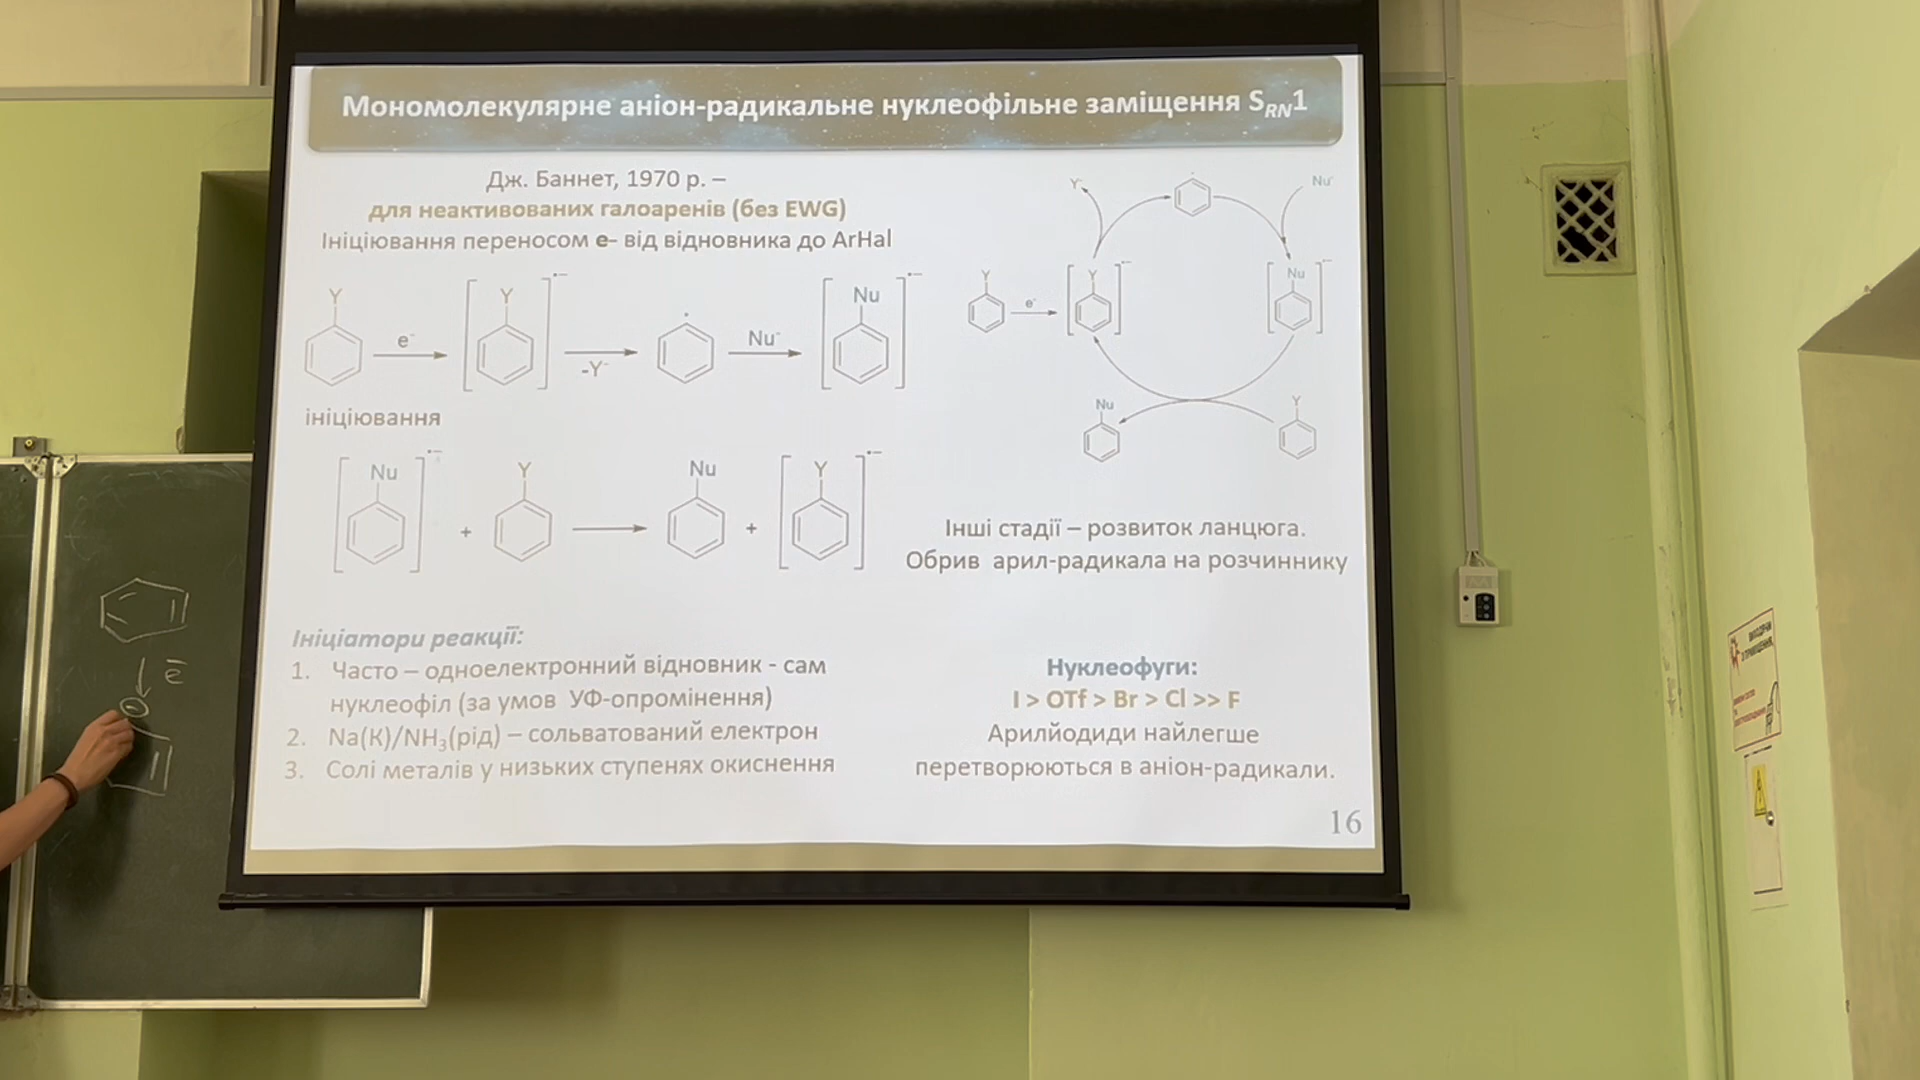 Мономолекулярне аніон-радикальне нуклеофільне заміщення S_RN1
Дж. Баннет, 1970 р. –
для неактивованих галоаренів (без EWG)
Ініціювання переносом e- від відновника до ArHal
Y
e⁻
Y
•−
-Y⁻
Nu⁻
Nu
•−
ініціювання
Nu
•−
+
Y
Nu
+
Y
•−
Y⁻
Nu⁻
Y
e⁻
Y
Nu
Nu
Y
Інші стадії – розвиток ланцюга.
Обрив арил-радикала на розчиннику
Ініціатори реакції:
1. Часто – одноелектронний відновник - сам
нуклеофіл (за умов УФ-опромінення)
2. Na(К)/NH₃(рід) – сольватований електрон
3. Солі металів у низьких ступенях окиснення
Нуклеофуги:
I > OTf > Br > Cl >> F
Арилйодиди найлегше
перетворюються в аніон-радикали.
16
ē